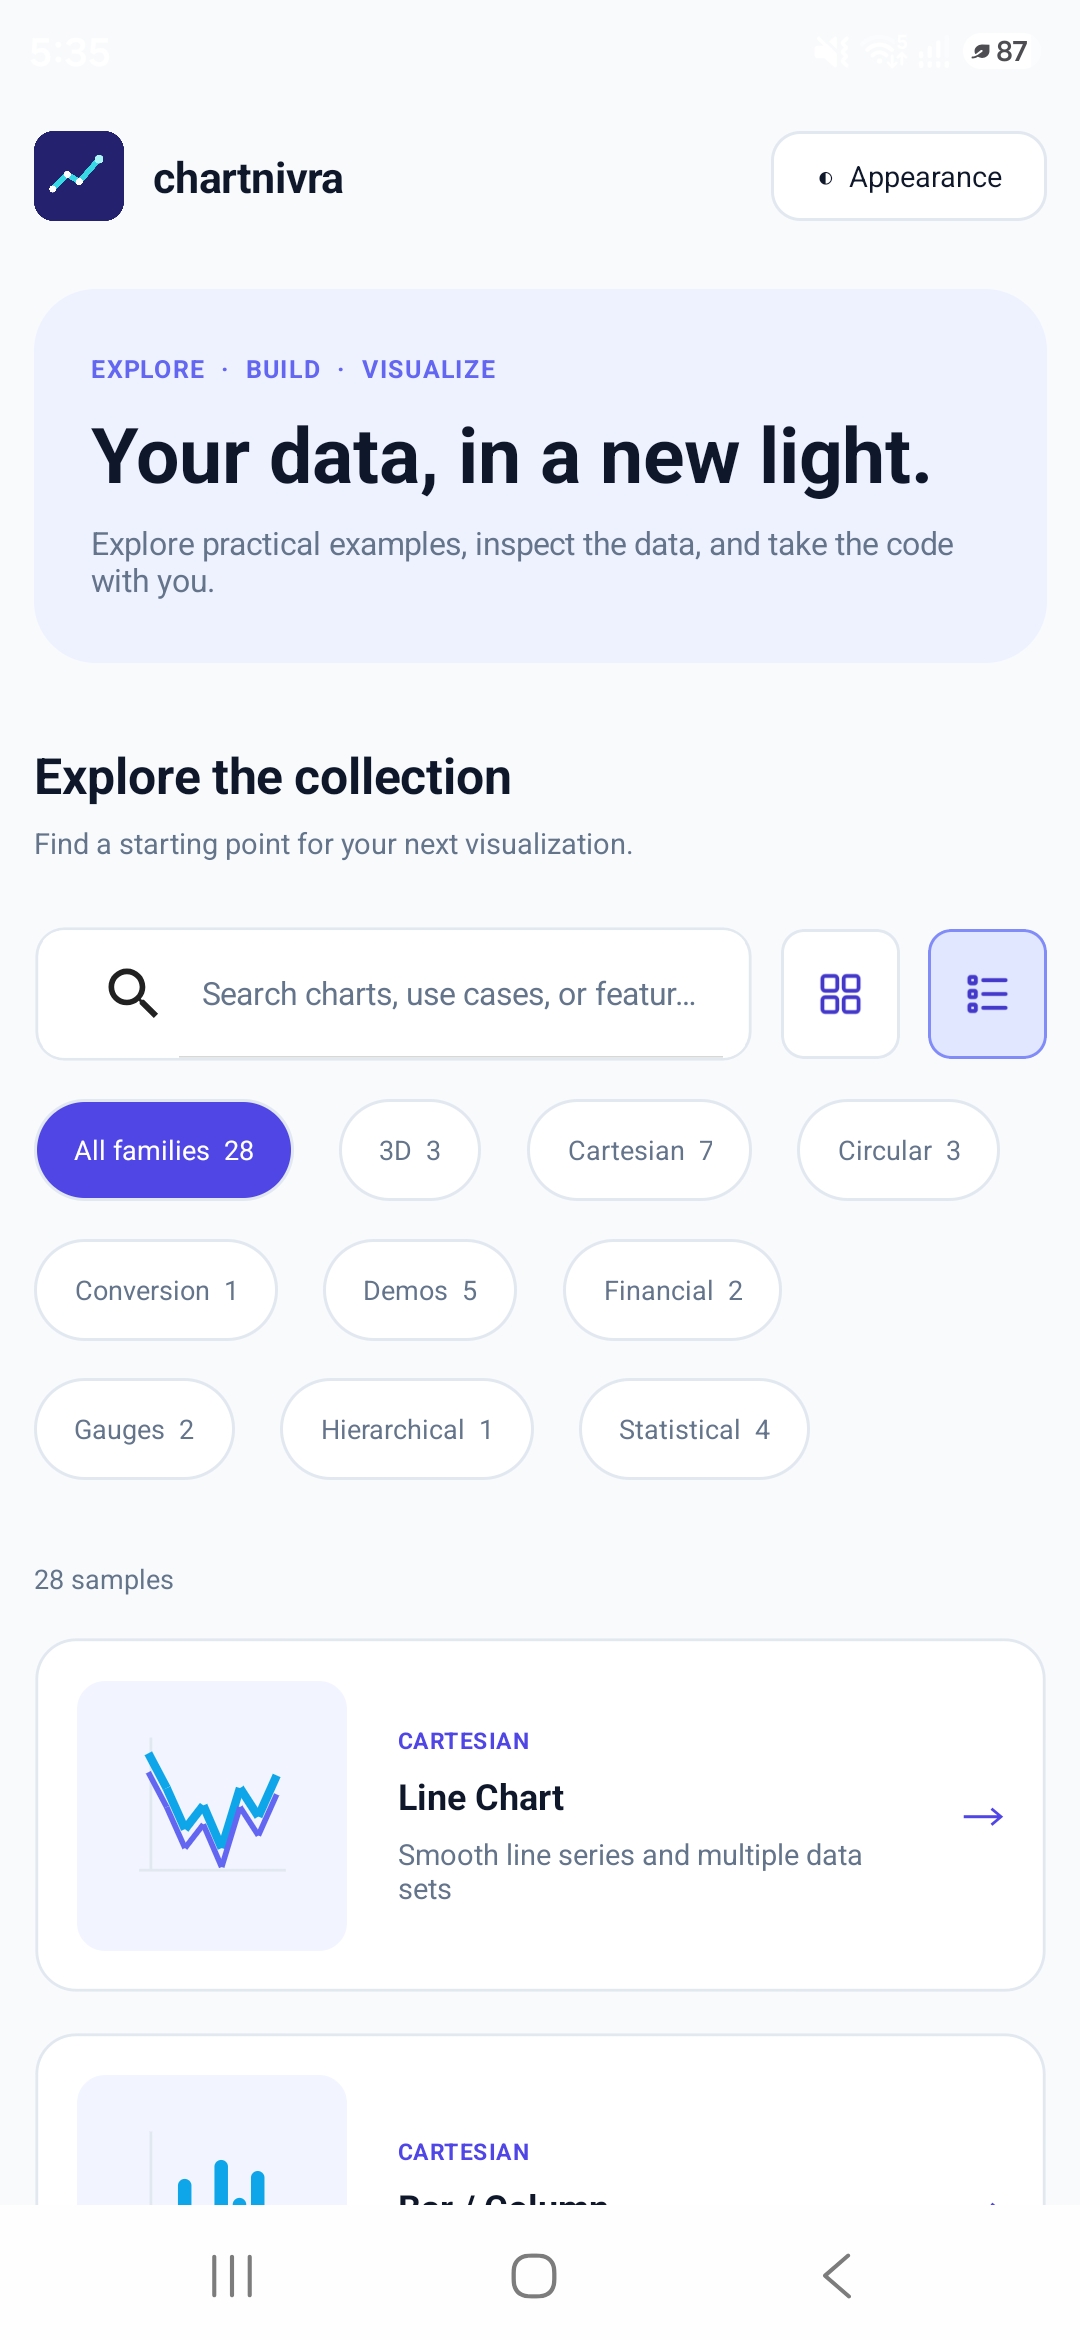 5:35
87
chartnivra
Appearance
EXPLORE · BUILD · VISUALIZE
Your data, in a new light.
Explore practical examples, inspect the data, and take the code
with you.
Explore the collection
Find a starting point for your next visualization.
Search charts, use cases, or featur...
All families 28
3D 3
Cartesian 7
Circular 3
Conversion 1
Demos 5
Financial 2
Gauges 2
Hierarchical 1
Statistical 4
28 samples
CARTESIAN
Line Chart
Smooth line series and multiple data
sets
CARTESIAN
Bar / Column